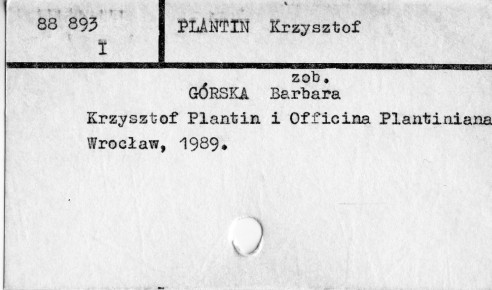 88 893
I
PLANTIN Krzysztof
zob.
GÓRSKA Barbara
Krzysztof Plantin i Officina Plantiniana
Wrocław, 1989.